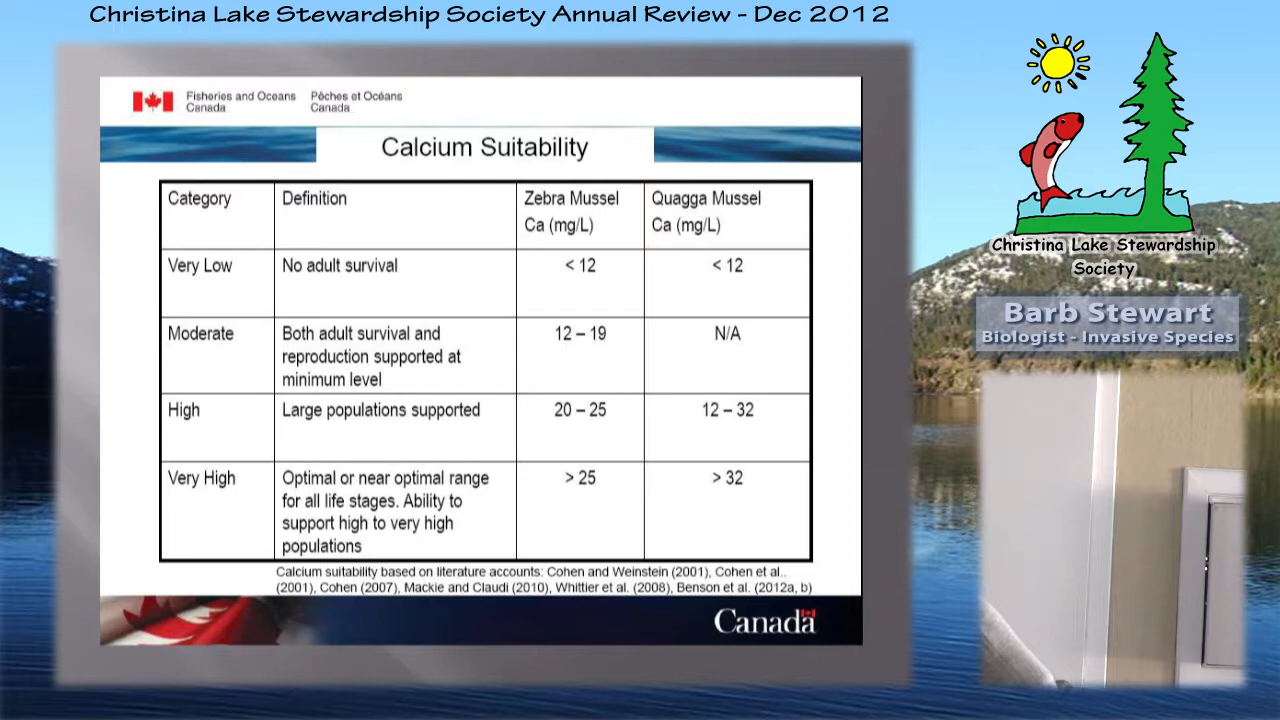 Christina Lake Stewardship Society Annual Review - Dec 2012
Fisheries and Oceans Pêches et Océans
Canada Canada
Calcium Suitability
Category Definition Zebra Mussel Quagga Mussel
Ca (mg/L) Ca (mg/L)
Very Low No adult survival < 12 < 12
Moderate Both adult survival and 12 – 19 N/A
reproduction supported at
minimum level
High Large populations supported 20 – 25 12 – 32
Very High Optimal or near optimal range > 25 > 32
for all life stages. Ability to
support high to very high
populations
Calcium suitability based on literature accounts: Cohen and Weinstein (2001), Cohen et al..
(2001), Cohen (2007), Mackie and Claudi (2010), Whittier et al. (2008), Benson et al. (2012a, b)
Canada
Christina Lake Stewardship
Society
Barb Stewart
Biologist - Invasive Species